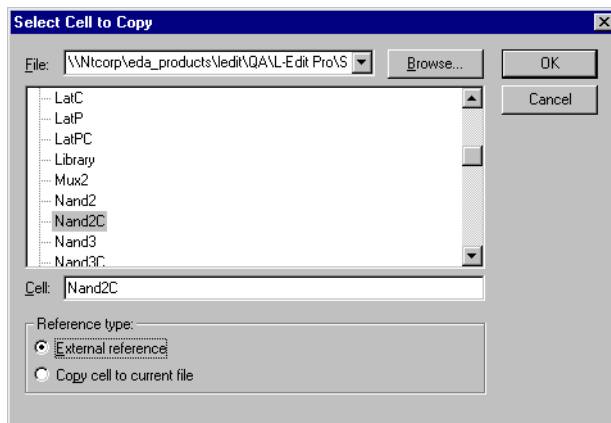 Select Cell to Copy
File: \\Ntcorp\eda_products\ledit\QA\L-Edit Pro\S Browse... OK
Cancel
LatC
LatP
LatPC
Library
Mux2
Nand2
Nand2C
Nand3
Nand3C
Cell: Nand2C
Reference type:
External reference
Copy cell to current file